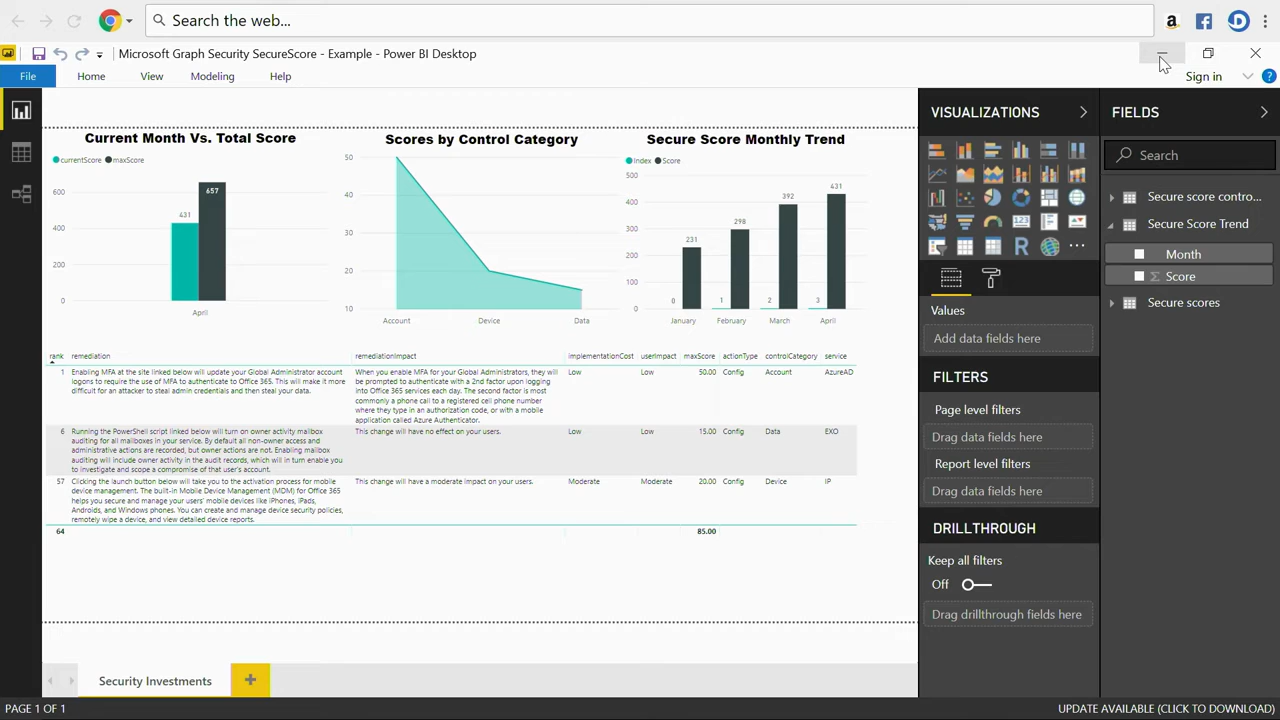 Search the web...
Microsoft Graph Security SecureScore - Example - Power BI Desktop
Sign in
File Home View Modeling Help
Current Month Vs. Total Score
currentScore maxScore
600
400
200
0
431
657
April
Scores by Control Category
50
40
30
20
10
Account Device Data
Secure Score Monthly Trend
Index Score
500
400
300
200
100
0
231
298
392
431
0 1 2 3
January February March April
rank remediation remediationImpact implementationCost userImpact maxScore actionType controlCategory service
1 Enabling MFA at the site linked below will update your Global Administrator account
logons to require the use of MFA to authenticate to Office 365. This will make it more
difficult for an attacker to steal admin credentials and then steal your data.
When you enable MFA for your Global Administrators, they will
be prompted to authenticate with a 2nd factor upon logging
into Office 365 services each day. The second factor is most
commonly a phone call to a registered cell phone number
where they type in an authorization code, or with a mobile
application called Azure Authenticator.
Low Low 50.00 Config Account AzureAD
6 Running the PowerShell script linked below will turn on owner activity mailbox
auditing for all mailboxes in your service. By default all non-owner access and
administrative actions are recorded, but owner actions are not. Enabling mailbox
auditing will include owner activity in the audit records, which will in turn enable you
to investigate and scope a compromise of that user's account.
This change will have no effect on your users.
Low Low 15.00 Config Data EXO
57 Clicking the launch button below will take you to the activation process for mobile
device management. The built-in Mobile Device Management (MDM) for Office 365
helps you secure and manage your users' mobile devices like iPhones, iPads,
Androids, and Windows phones. You can create and manage device security policies,
remotely wipe a device, and view detailed device reports.
This change will have a moderate impact on your users.
Moderate Moderate 20.00 Config Device IP
64 85.00
Security Investments
PAGE 1 OF 1
VISUALIZATIONS
Values
Add data fields here
FILTERS
Page level filters
Drag data fields here
Report level filters
Drag data fields here
DRILLTHROUGH
Keep all filters
Off
Drag drillthrough fields here
FIELDS
Search
Secure score contro...
Secure Score Trend
Month
Score
Secure scores
UPDATE AVAILABLE (CLICK TO DOWNLOAD)